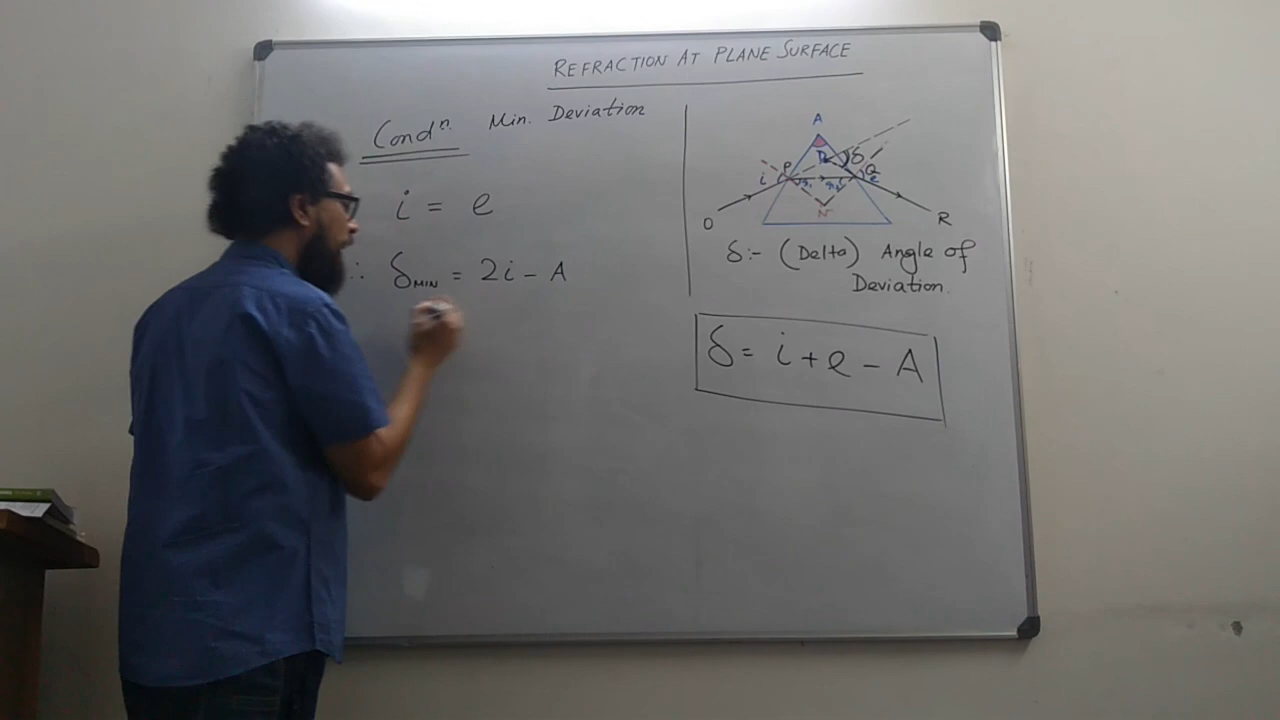 REFRACTION AT PLANE SURFACE
Condⁿ. Min. Deviation
i = e
∴ δMIN = 2i - A
A
D δ
P Q
i e
N
O R
δ:- (Delta) Angle of
Deviation.
δ = i + e - A